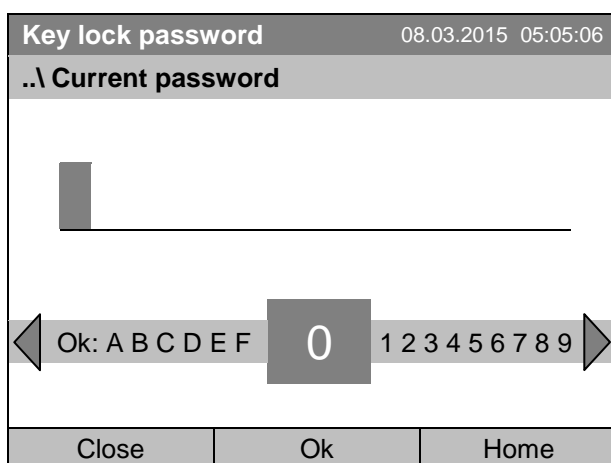 Key lock password 08.03.2015 05:05:06
..\ Current password
Ok: A B C D E F 0 1 2 3 4 5 6 7 8 9
Close Ok Home